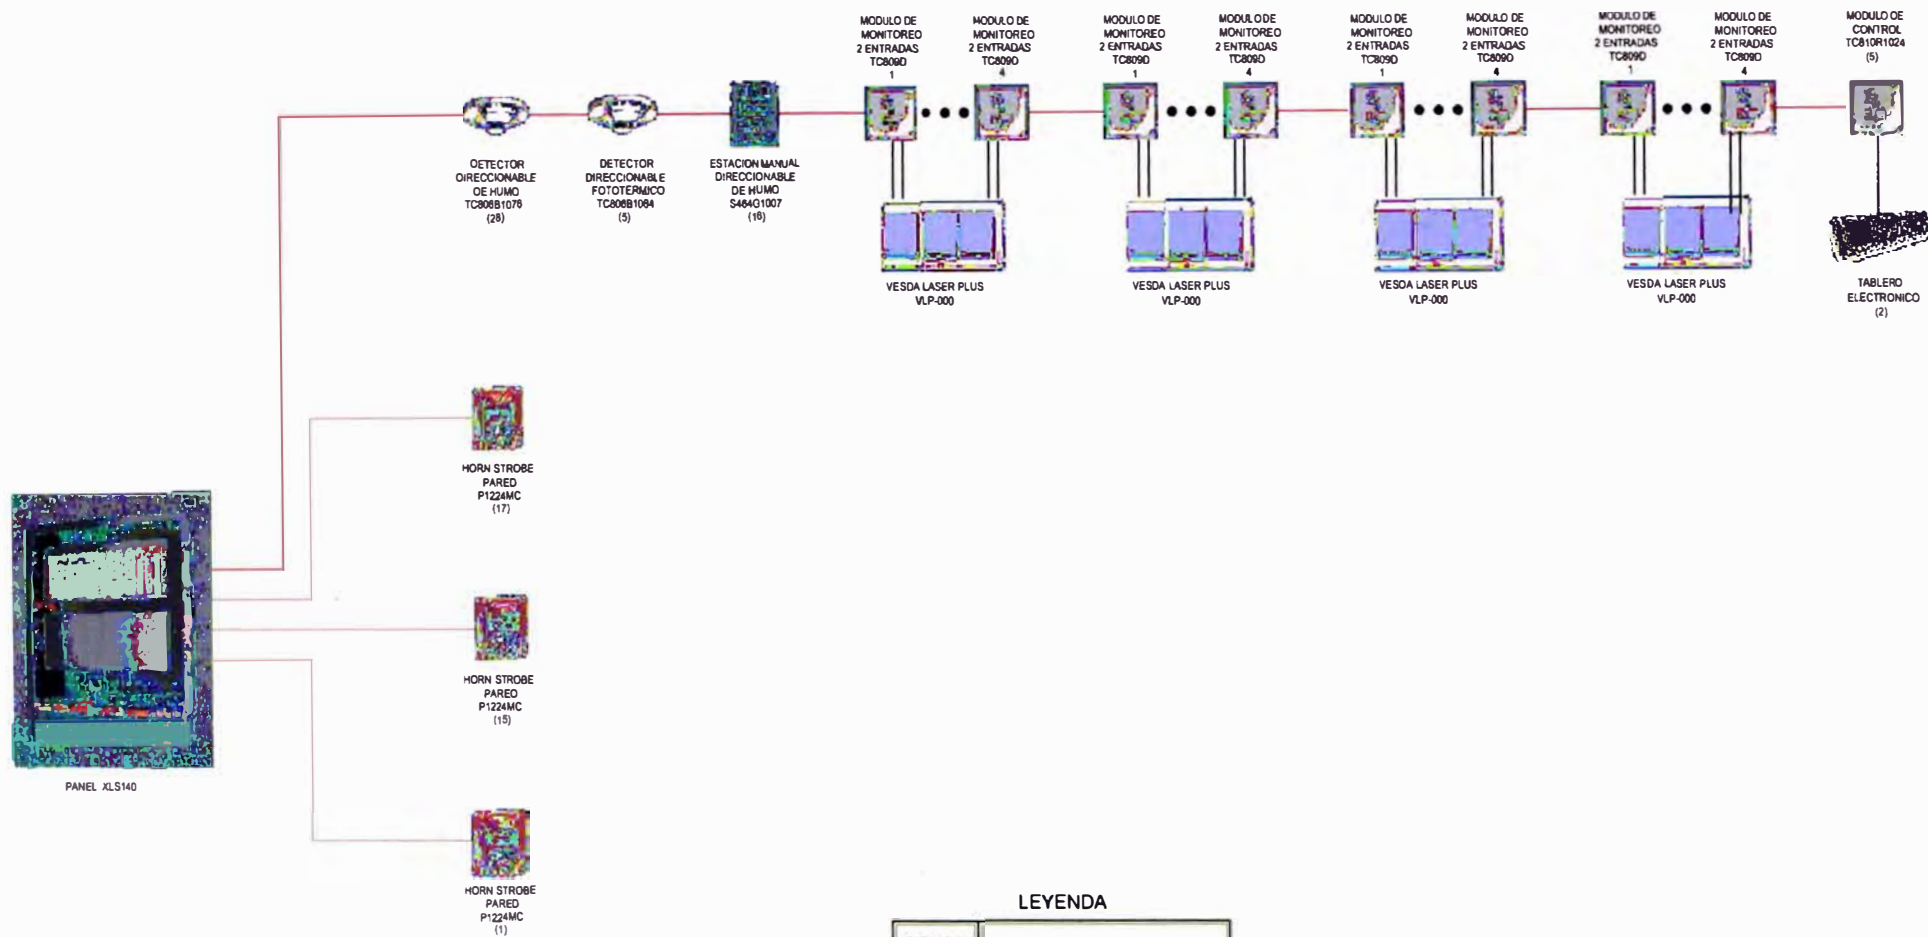 MODULO DE
MONITOREO
2 ENTRADAS
TC809D
1
MODULO DE
MONITOREO
2 ENTRADAS
TC809D
4
MODULO DE
MONITOREO
2 ENTRADAS
TC809D
1
MODULO DE
MONITOREO
2 ENTRADAS
TC809D
4
MODULO DE
MONITOREO
2 ENTRADAS
TC809D
1
MODULO DE
MONITOREO
2 ENTRADAS
TC809D
4
MODULO DE
MONITOREO
2 ENTRADAS
TC809D
1
MODULO DE
MONITOREO
2 ENTRADAS
TC809D
4
MODULO DE
CONTROL
TC810R1024
(5)
DETECTOR
DIRECCIONABLE
DE HUMO
TC806B1076
(28)
DETECTOR
DIRECCIONABLE
FOTOTERMICO
TC806B1084
(5)
ESTACION MANUAL
DIRECCIONABLE
DE HUMO
S464G1007
(16)
VESDA LASER PLUS
VLP-000
VESDA LASER PLUS
VLP-000
VESDA LASER PLUS
VLP-000
VESDA LASER PLUS
VLP-000
TABLERO
ELECTRONICO
(2)
HORN STROBE
PARED
P1224MC
(17)
HORN STROBE
PARED
P1224MC
(15)
PANEL XLS140
HORN STROBE
PARED
P1224MC
(1)
LEYENDA